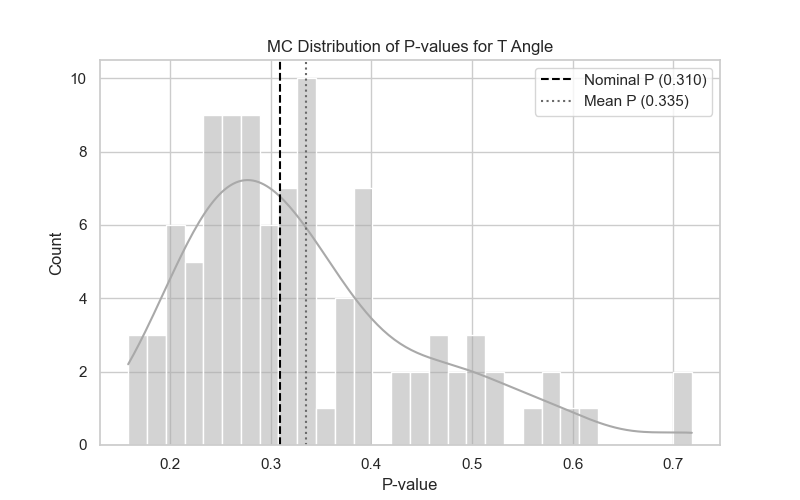 MC Distribution of P-values for T Angle
Nominal P (0.310)
Mean P (0.335)
10
8
6
4
2
0
Count
0.2 0.3 0.4 0.5 0.6 0.7
P-value